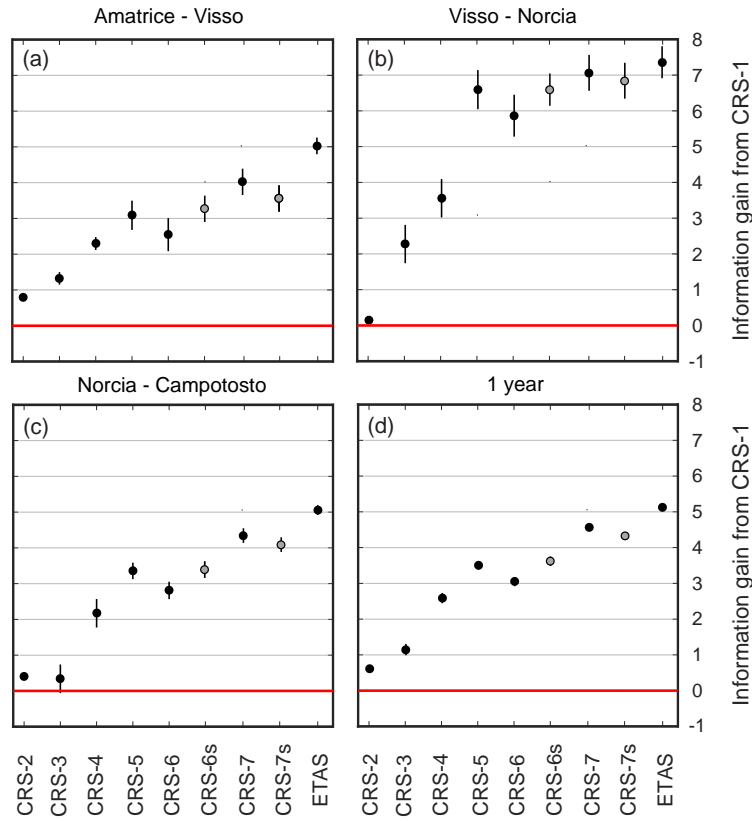 Amatrice - Visso
Visso - Norcia
(a)
(b)
8
7
6
5
4
3
2
1
0
-1
Information gain from CRS-1
Norcia - Campotosto
1 year
(c)
(d)
8
7
6
5
4
3
2
1
0
-1
Information gain from CRS-1
CRS-2
CRS-3
CRS-4
CRS-5
CRS-6
CRS-6s
CRS-7
CRS-7s
ETAS
CRS-2
CRS-3
CRS-4
CRS-5
CRS-6
CRS-6s
CRS-7
CRS-7s
ETAS